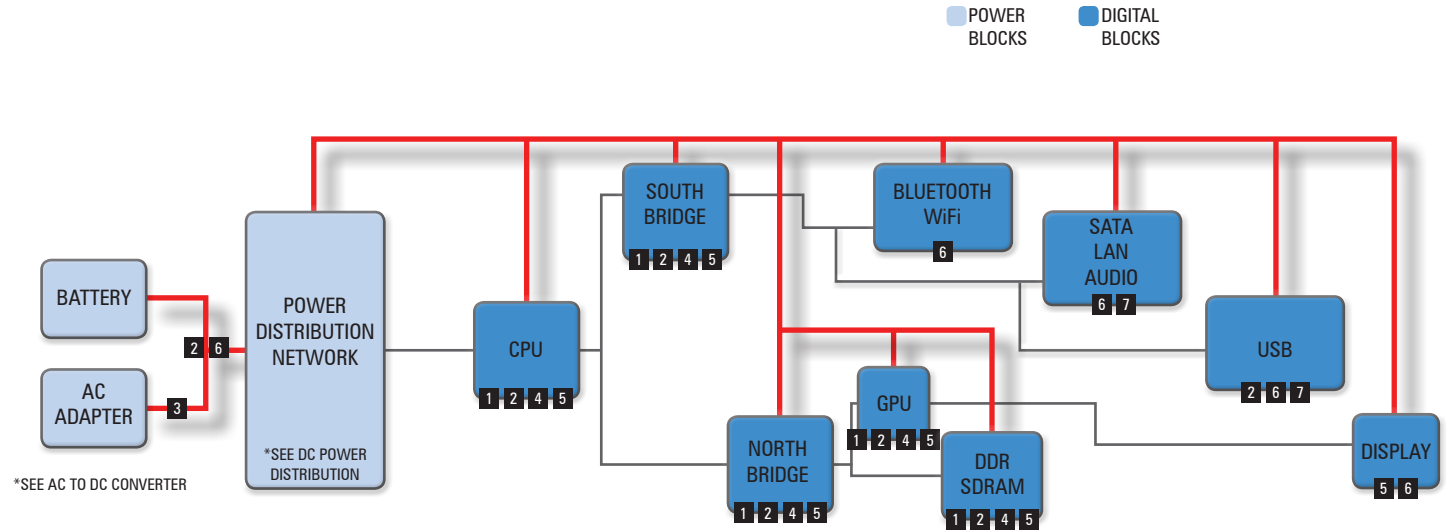 POWER
BLOCKS
DIGITAL
BLOCKS
SOUTH
BRIDGE
1 2 4 5
BLUETOOTH
WiFi
6
SATA
LAN
AUDIO
6 7
BATTERY
2 6
POWER
DISTRIBUTION
NETWORK
*SEE DC POWER
DISTRIBUTION
CPU
1 2 4 5
USB
2 6 7
AC
ADAPTER
3
*SEE AC TO DC CONVERTER
GPU
1 2 4 5
NORTH
BRIDGE
1 2 4 5
DDR
SDRAM
1 2 4 5
DISPLAY
5 6